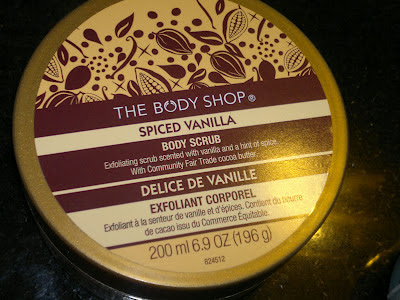 THE BODY SHOP®
SPICED VANILLA
BODY SCRUB
Exfoliating scrub scented with vanilla and a hint of spice.
With Community Fair Trade cocoa butter.
DELICE DE VANILLE
EXFOLIANT CORPOREL
Exfoliant à la senteur de vanille et d'épices. Contient du beurre
de cacao issu du Commerce Équitable.
200 ml 6.9 OZ (196 g)
024512